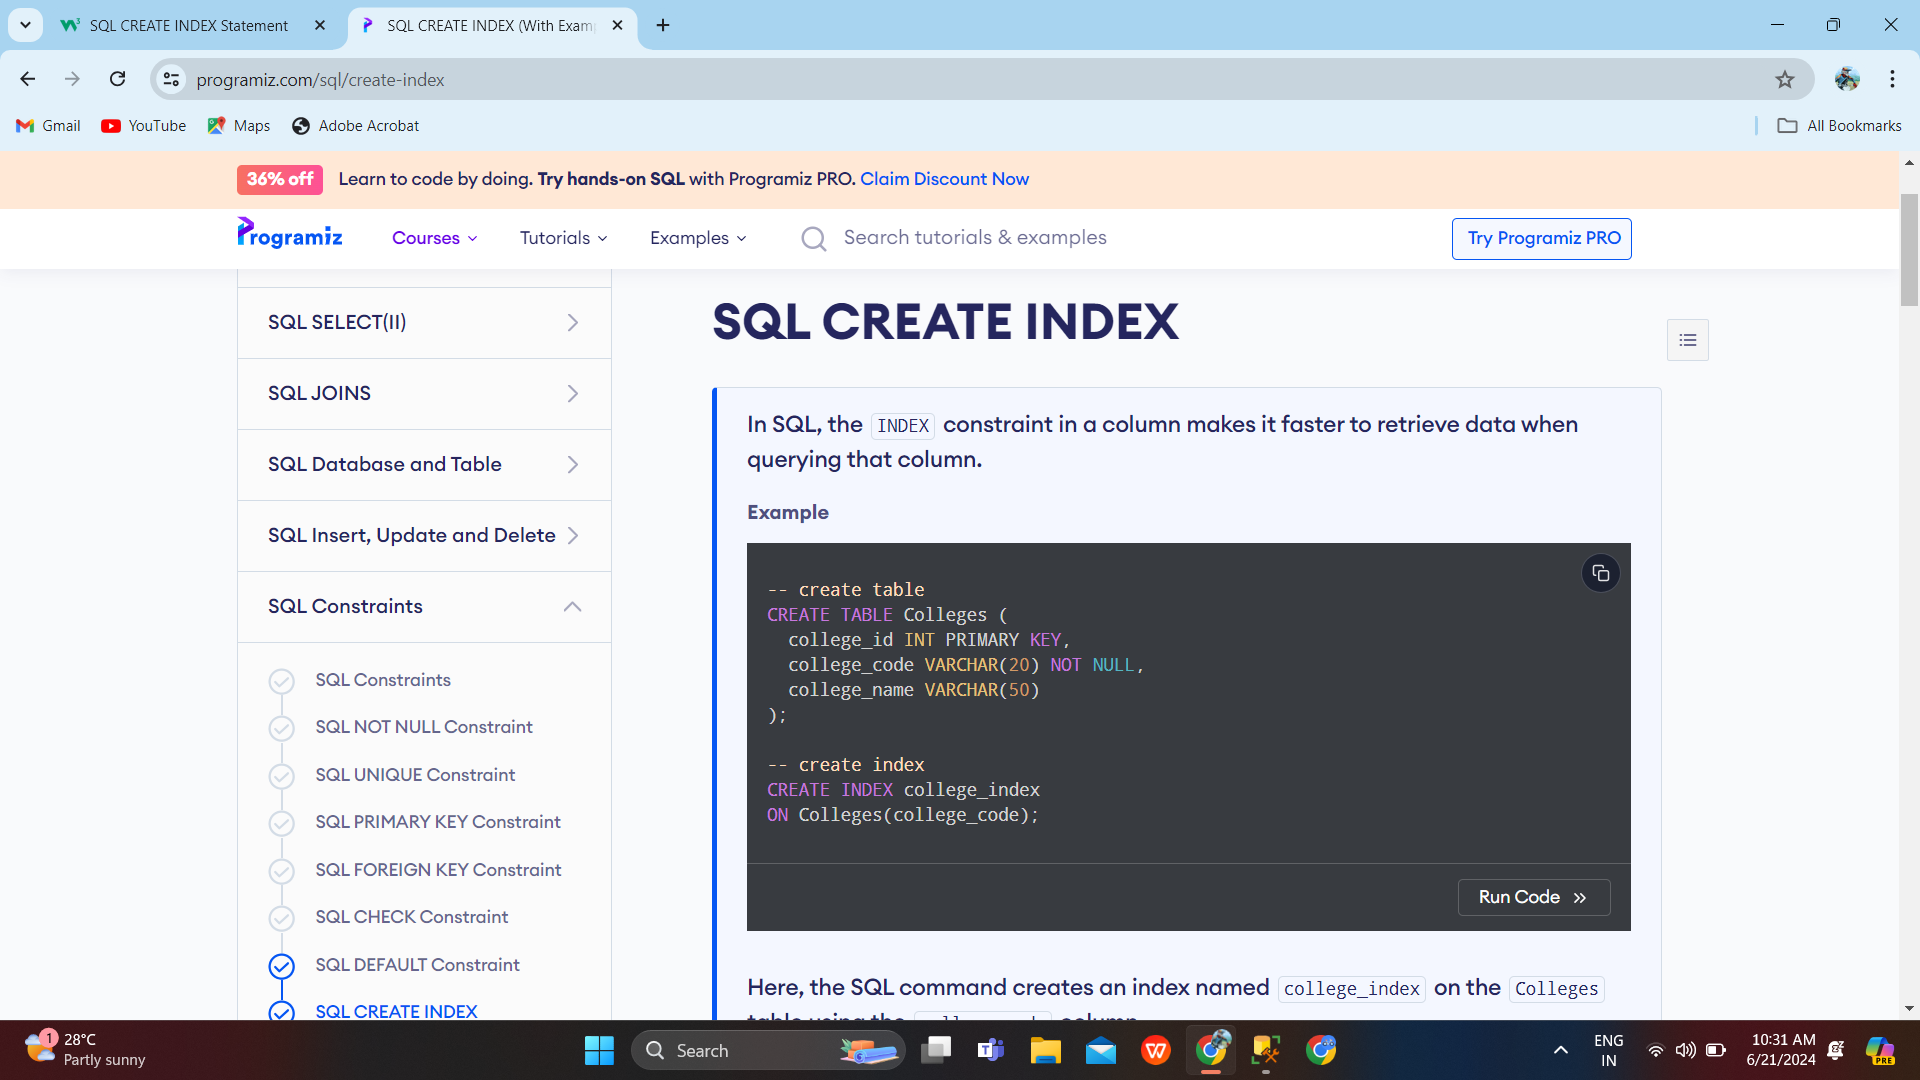 SQL CREATE INDEX Statement
SQL CREATE INDEX (With Exam
programiz.com/sql/create-index
Gmail
YouTube
Maps
Adobe Acrobat
All Bookmarks
36% off Learn to code by doing. Try hands-on SQL with Programiz PRO. Claim Discount Now
Programiz
Courses
Tutorials
Examples
Search tutorials & examples
Try Programiz PRO
SQL SELECT(II)
SQL JOINS
SQL Database and Table
SQL Insert, Update and Delete
SQL Constraints
SQL Constraints
SQL NOT NULL Constraint
SQL UNIQUE Constraint
SQL PRIMARY KEY Constraint
SQL FOREIGN KEY Constraint
SQL CHECK Constraint
SQL DEFAULT Constraint
SQL CREATE INDEX
SQL CREATE INDEX
In SQL, the INDEX constraint in a column makes it faster to retrieve data when
querying that column.
Example
-- create table
CREATE TABLE Colleges (
  college_id INT PRIMARY KEY,
  college_code VARCHAR(20) NOT NULL,
  college_name VARCHAR(50)
);
-- create index
CREATE INDEX college_index
ON Colleges(college_code);
Run Code
Here, the SQL command creates an index named college_index on the Colleges
table using the column
1
28°C
Partly sunny
Search
ENG
IN
10:31 AM
6/21/2024
PRE